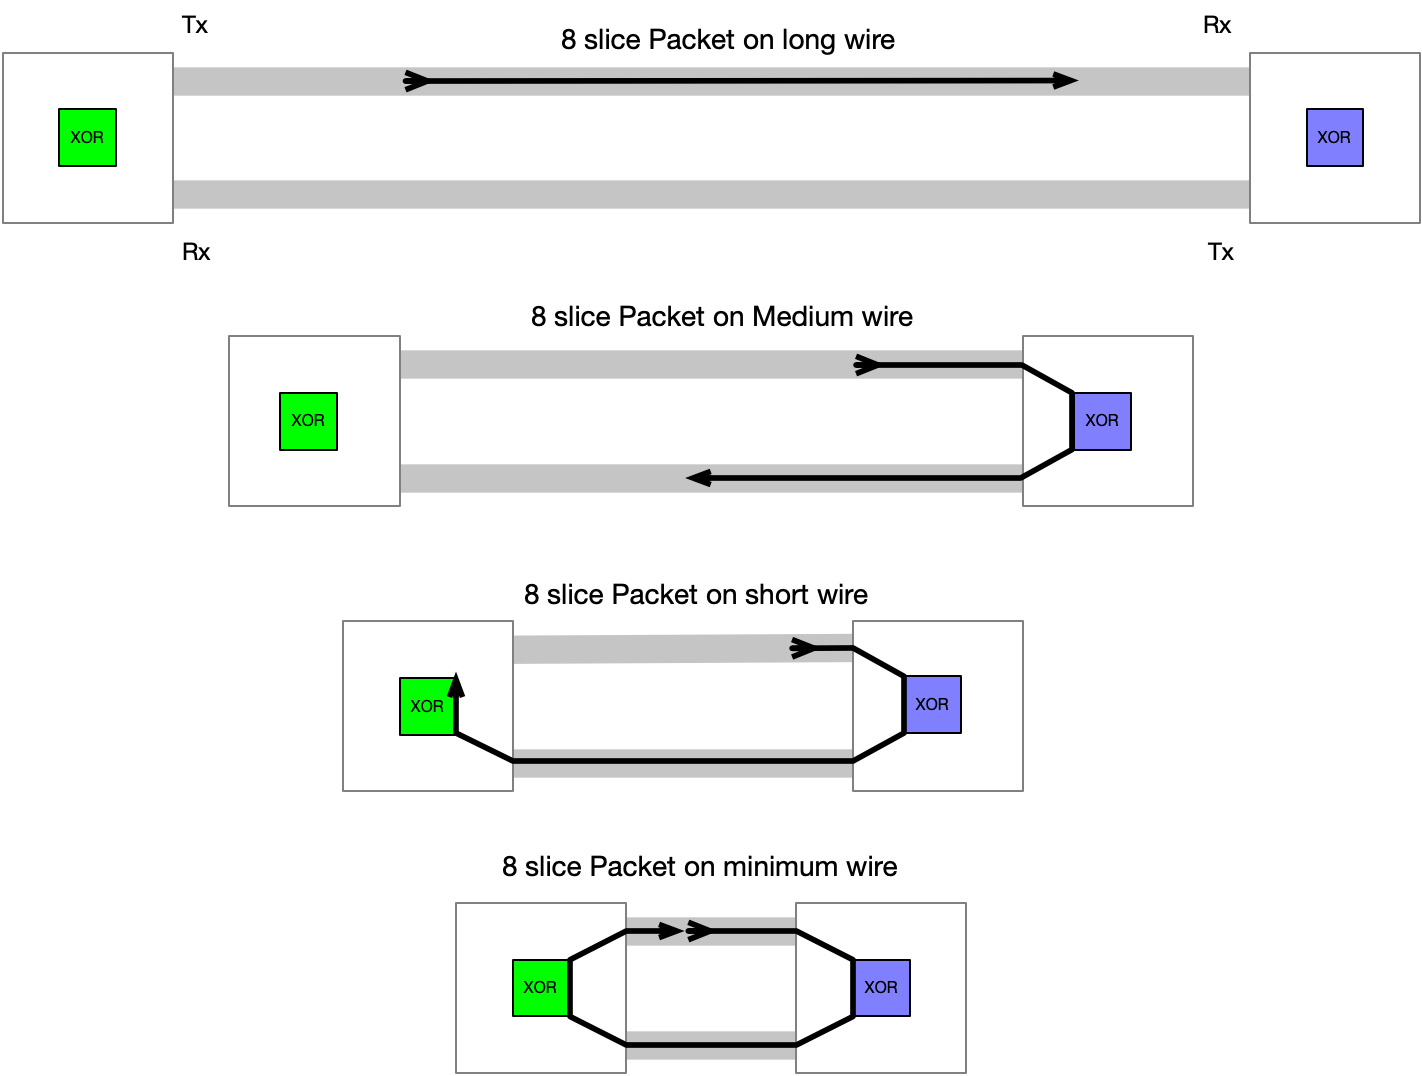 Tx
8 slice Packet on long wire
Rx
XOR
XOR
Rx
Tx
8 slice Packet on Medium wire
XOR
XOR
8 slice Packet on short wire
XOR
XOR
8 slice Packet on minimum wire
XOR
XOR